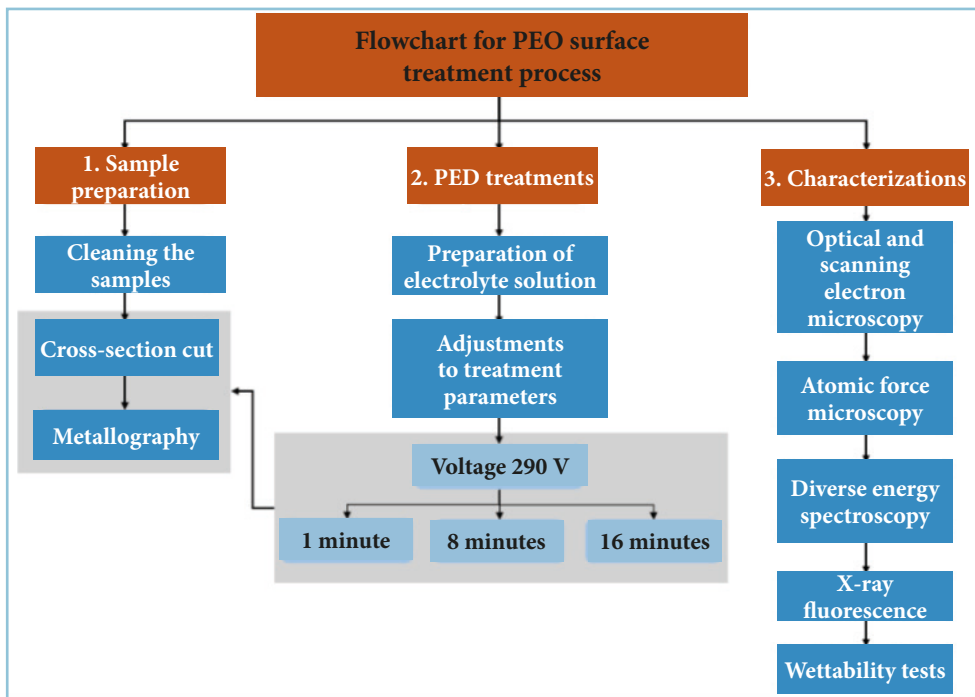 Flowchart for PEO surface
treatment process
1. Sample
preparation
Cleaning the
samples
Cross-section cut
Metallography
2. PED treatments
Preparation of
electrolyte solution
Adjustments
to treatment
parameters
Voltage 290 V
1 minute
8 minutes
16 minutes
3. Characterizations
Optical and
scanning
electron
microscopy
Atomic force
microscopy
Diverse energy
spectroscopy
X-ray
fluorescence
Wettability tests